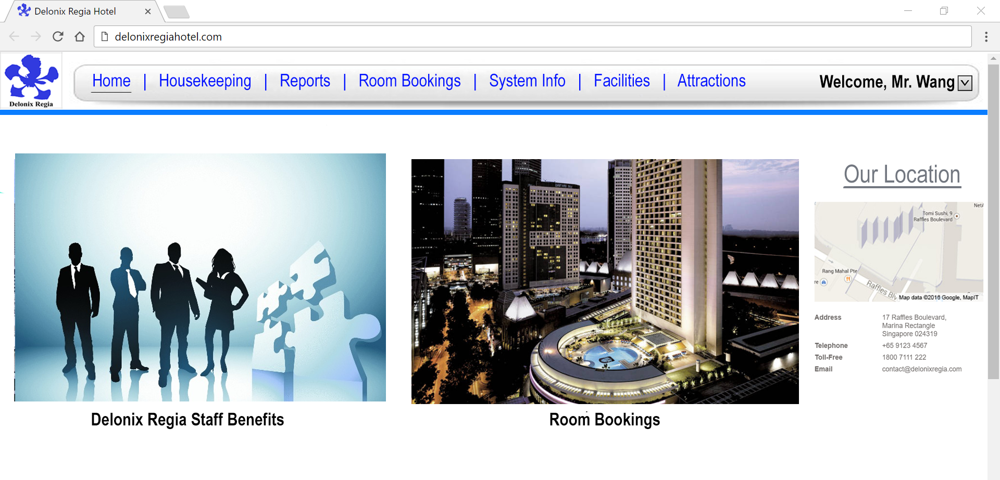 Delonix Regia Hotel
delonixregiahotel.com
Delonix Regia
Home | Housekeeping | Reports | Room Bookings | System Info | Facilities | Attractions
Welcome, Mr. Wang
Our Location
NetA
Tomi Sushi, 9
Raffles Boulevard
Rang Mahal Pte
re
Raffles Blv
Map data ©2016 Google, MapIT
Address 17 Raffles Boulevard,
Marina Rectangle
Singapore 024319
Telephone +65 9123 4567
Toll-Free 1800 7111 222
Email contact@delonixregia.com
Delonix Regia Staff Benefits
Room Bookings